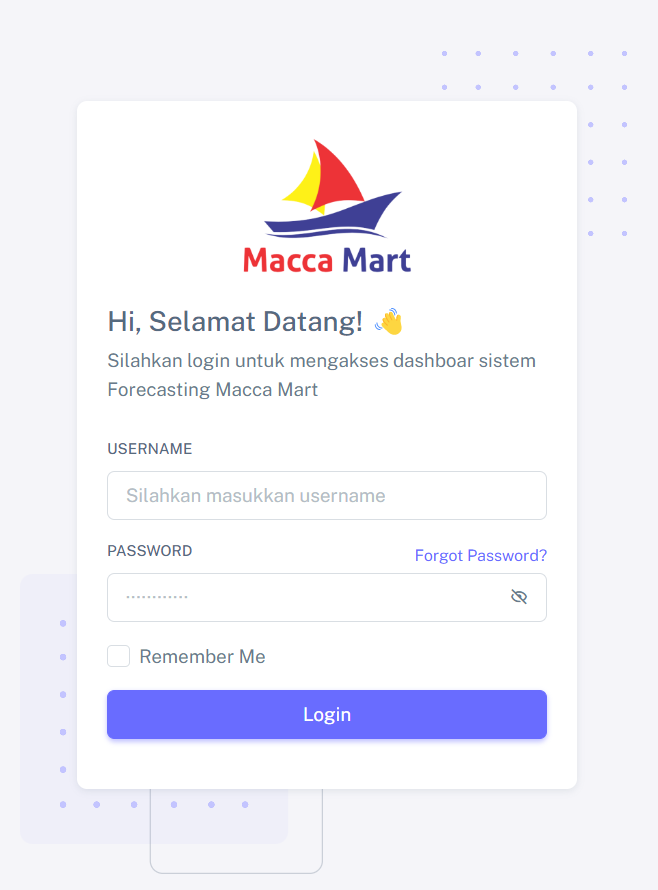 Macca Mart
Hi, Selamat Datang! 👋
Silahkan login untuk mengakses dashboar sistem
Forecasting Macca Mart
USERNAME
Silahkan masukkan username
PASSWORD
Forgot Password?
············
Remember Me
Login